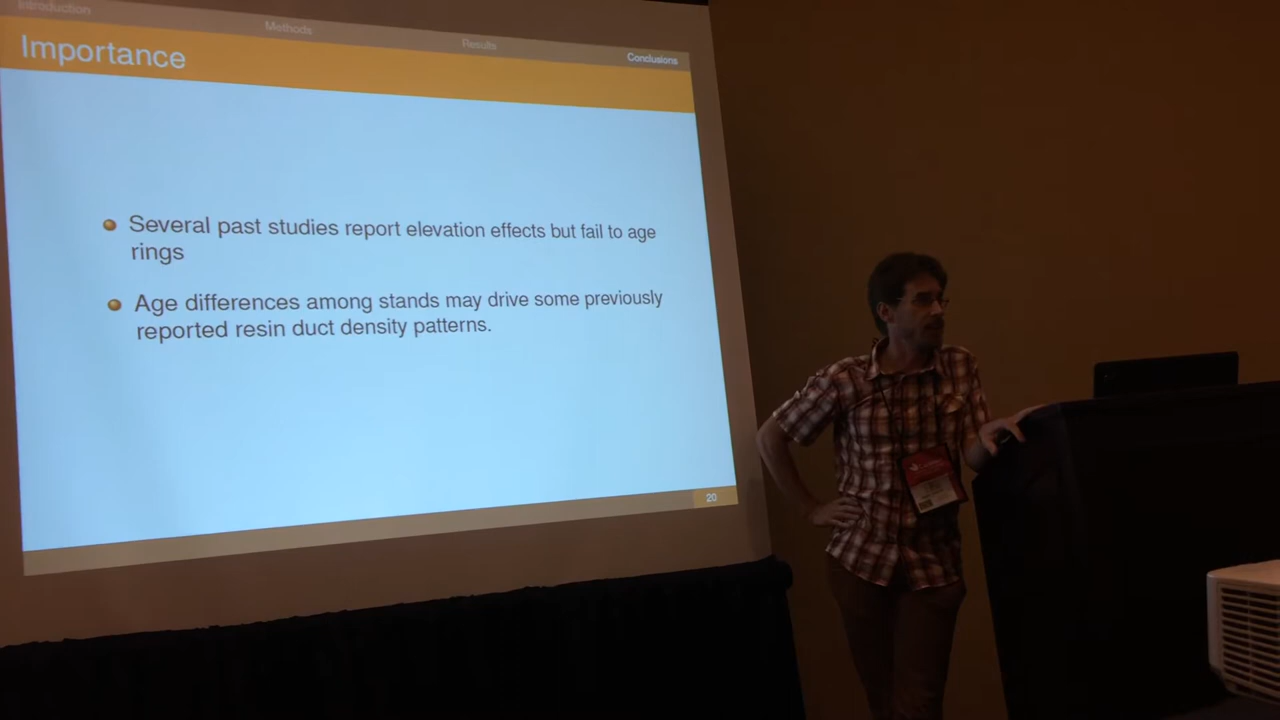 Introduction
Methods
Results
Conclusions
Importance
Several past studies report elevation effects but fail to age
rings
Age differences among stands may drive some previously
reported resin duct density patterns.
20